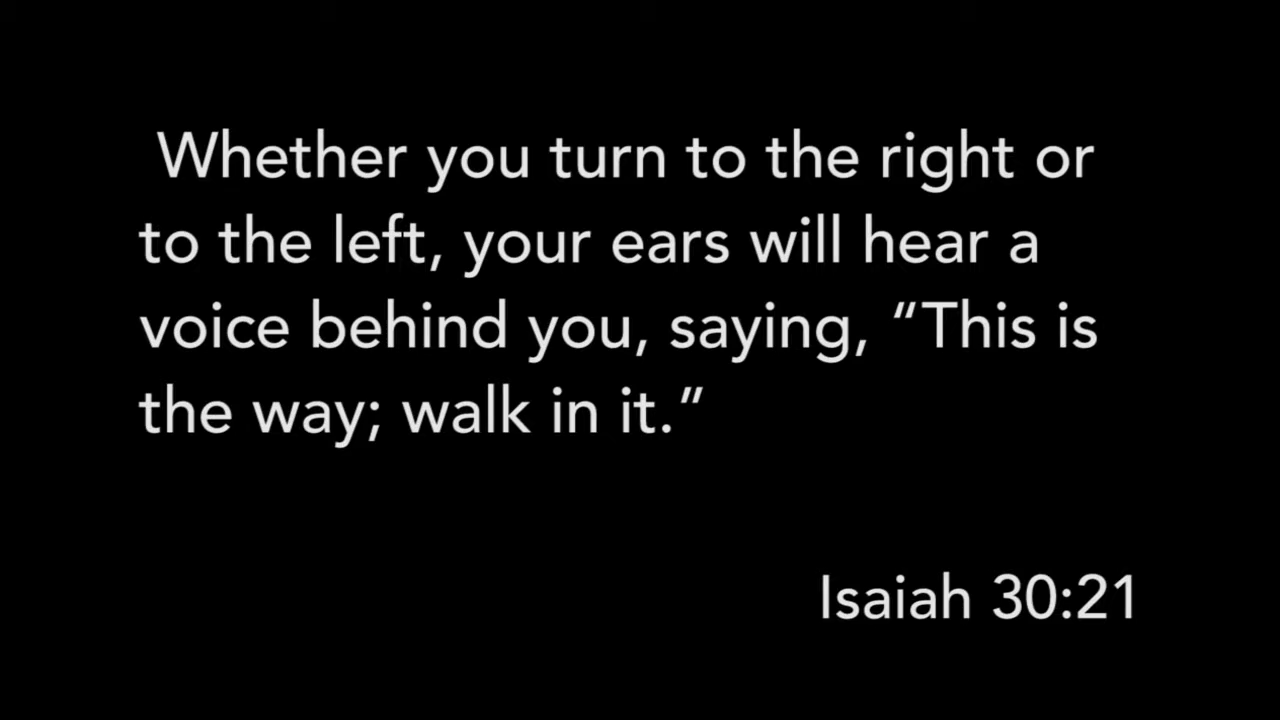 Whether you turn to the right or
to the left, your ears will hear a
voice behind you, saying, “This is
the way; walk in it.”
Isaiah 30:21